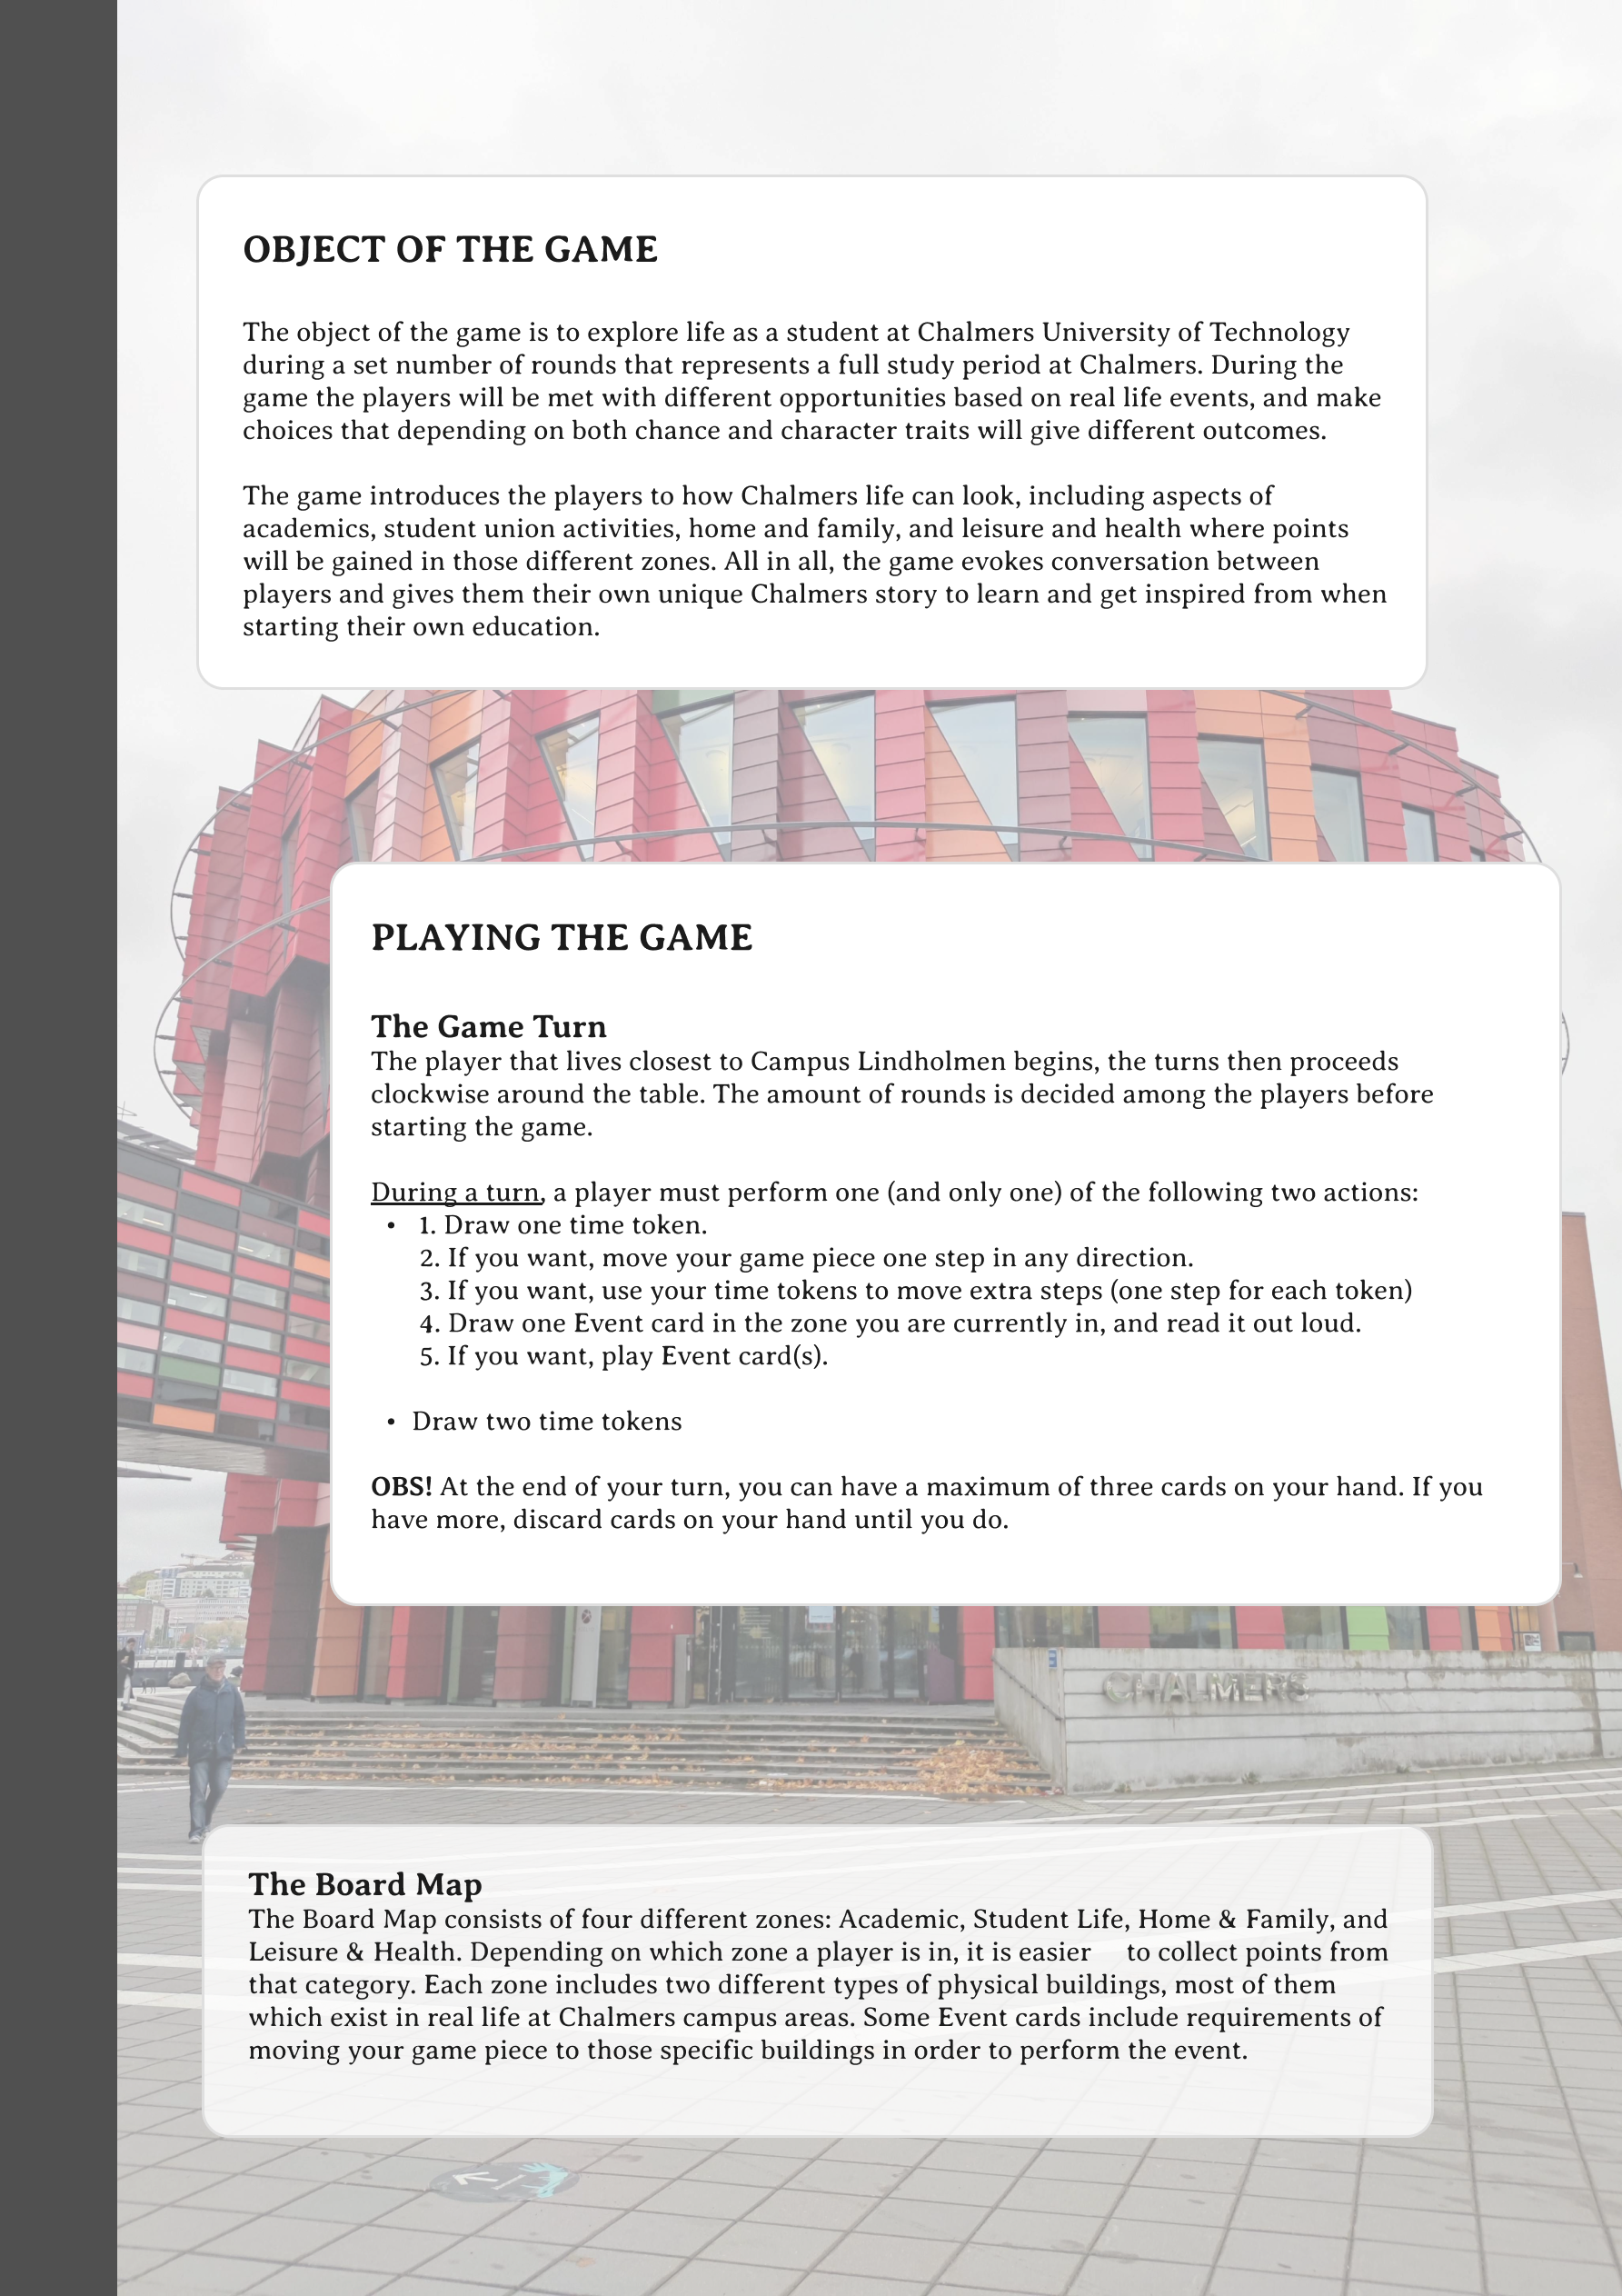 OBJECT OF THE GAME
The object of the game is to explore life as a student at Chalmers University of Technology
during a set number of rounds that represents a full study period at Chalmers. During the
game the players will be met with different opportunities based on real life events, and make
choices that depending on both chance and character traits will give different outcomes.
The game introduces the players to how Chalmers life can look, including aspects of
academics, student union activities, home and family, and leisure and health where points
will be gained in those different zones. All in all, the game evokes conversation between
players and gives them their own unique Chalmers story to learn and get inspired from when
starting their own education.
PLAYING THE GAME
The Game Turn
The player that lives closest to Campus Lindholmen begins, the turns then proceeds
clockwise around the table. The amount of rounds is decided among the players before
starting the game.
During a turn, a player must perform one (and only one) of the following two actions:
• 1. Draw one time token.
2. If you want, move your game piece one step in any direction.
3. If you want, use your time tokens to move extra steps (one step for each token)
4. Draw one Event card in the zone you are currently in, and read it out loud.
5. If you want, play Event card(s).
• Draw two time tokens
OBS! At the end of your turn, you can have a maximum of three cards on your hand. If you
have more, discard cards on your hand until you do.
CHALMERS
The Board Map
The Board Map consists of four different zones: Academic, Student Life, Home & Family, and
Leisure & Health. Depending on which zone a player is in, it is easier to collect points from
that category. Each zone includes two different types of physical buildings, most of them
which exist in real life at Chalmers campus areas. Some Event cards include requirements of
moving your game piece to those specific buildings in order to perform the event.